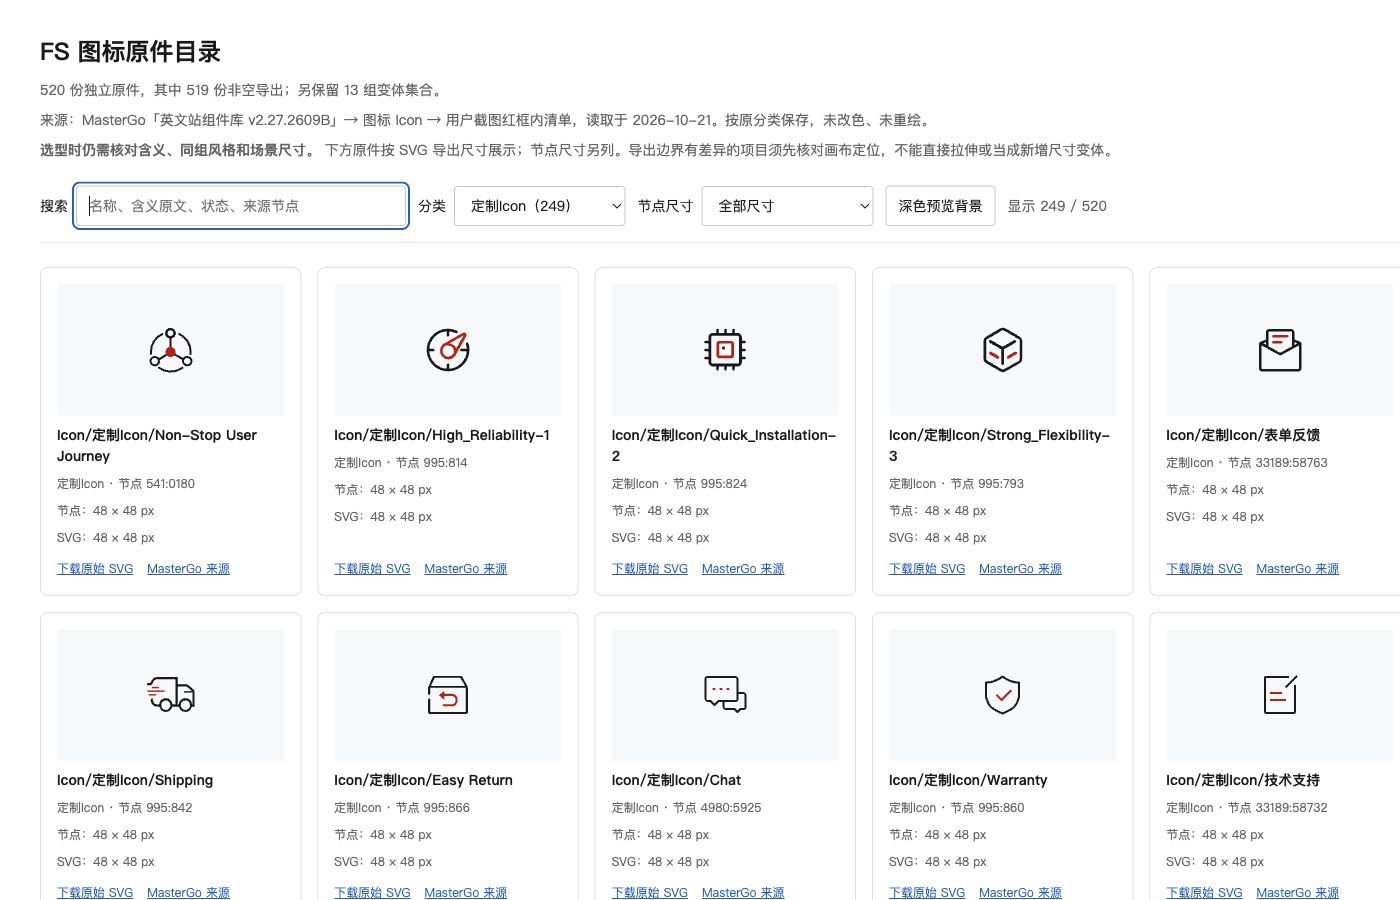 FS 图标原件目录
520 份独立原件，其中 519 份非空导出；另保留 13 组变体集合。
来源：MasterGo「英文站组件库 v2.27.2609B」→ 图标 Icon → 用户截图红框内清单，读取于 2026-10-21。按原分类保存，未改色、未重绘。
选型时仍需核对含义、同组风格和场景尺寸。 下方原件按 SVG 导出尺寸展示；节点尺寸另列。导出边界有差异的项目须先核对画布定位，不能直接拉伸或当成新增尺寸变体。
搜索 名称、含义原文、状态、来源节点 分类 定制Icon（249） 节点尺寸 全部尺寸 深色预览背景 显示 249 / 520
Icon/定制Icon/Non-Stop User
Journey
定制Icon · 节点 541:0180
节点：48 × 48 px
SVG：48 × 48 px
下载原始 SVG MasterGo 来源
Icon/定制Icon/High_Reliability-1
定制Icon · 节点 995:814
节点：48 × 48 px
SVG：48 × 48 px
下载原始 SVG MasterGo 来源
Icon/定制Icon/Quick_Installation-
2
定制Icon · 节点 995:824
节点：48 × 48 px
SVG：48 × 48 px
下载原始 SVG MasterGo 来源
Icon/定制Icon/Strong_Flexibility-
3
定制Icon · 节点 995:793
节点：48 × 48 px
SVG：48 × 48 px
下载原始 SVG MasterGo 来源
Icon/定制Icon/表单反馈
定制Icon · 节点 33189:58763
节点：48 × 48 px
SVG：48 × 48 px
下载原始 SVG MasterGo 来源
Icon/定制Icon/Shipping
定制Icon · 节点 995:842
节点：48 × 48 px
SVG：48 × 48 px
下载原始 SVG MasterGo 来源
Icon/定制Icon/Easy Return
定制Icon · 节点 995:866
节点：48 × 48 px
SVG：48 × 48 px
下载原始 SVG MasterGo 来源
Icon/定制Icon/Chat
定制Icon · 节点 4980:5925
节点：48 × 48 px
SVG：48 × 48 px
下载原始 SVG MasterGo 来源
Icon/定制Icon/Warranty
定制Icon · 节点 995:860
节点：48 × 48 px
SVG：48 × 48 px
下载原始 SVG MasterGo 来源
Icon/定制Icon/技术支持
定制Icon · 节点 33189:58732
节点：48 × 48 px
SVG：48 × 48 px
下载原始 SVG MasterGo 来源